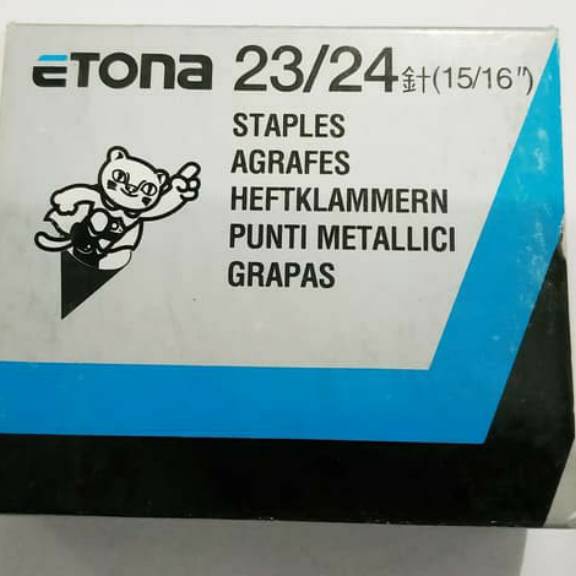 ETONA 23/24針(15/16")
STAPLES
AGRAFES
HEFTKLAMMERN
PUNTI METALLICI
GRAPAS